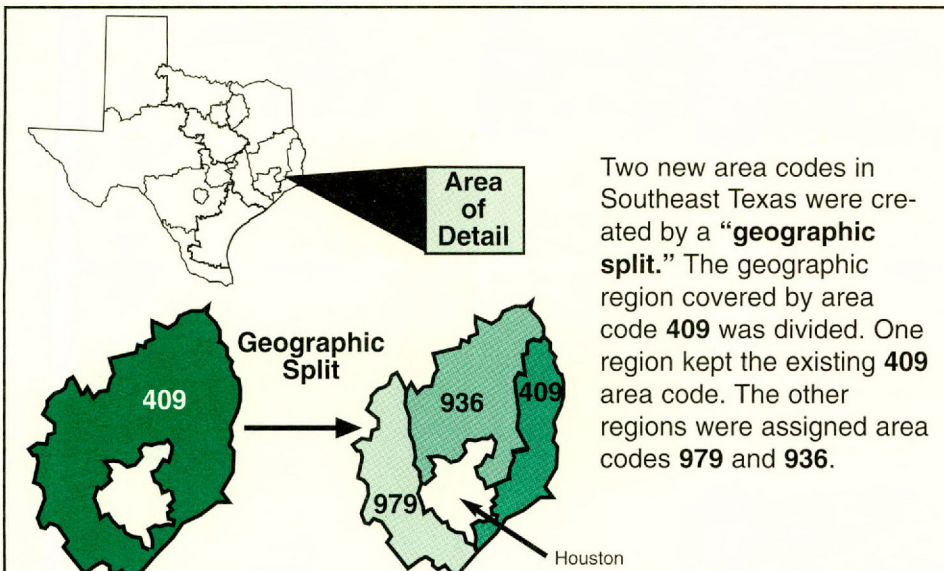 Area
of
Detail
Two new area codes in
Southeast Texas were cre-
ated by a “geographic
split.” The geographic
region covered by area
code 409 was divided. One
region kept the existing 409
area code. The other
regions were assigned area
codes 979 and 936.
409
Geographic
Split
936
409
979
Houston